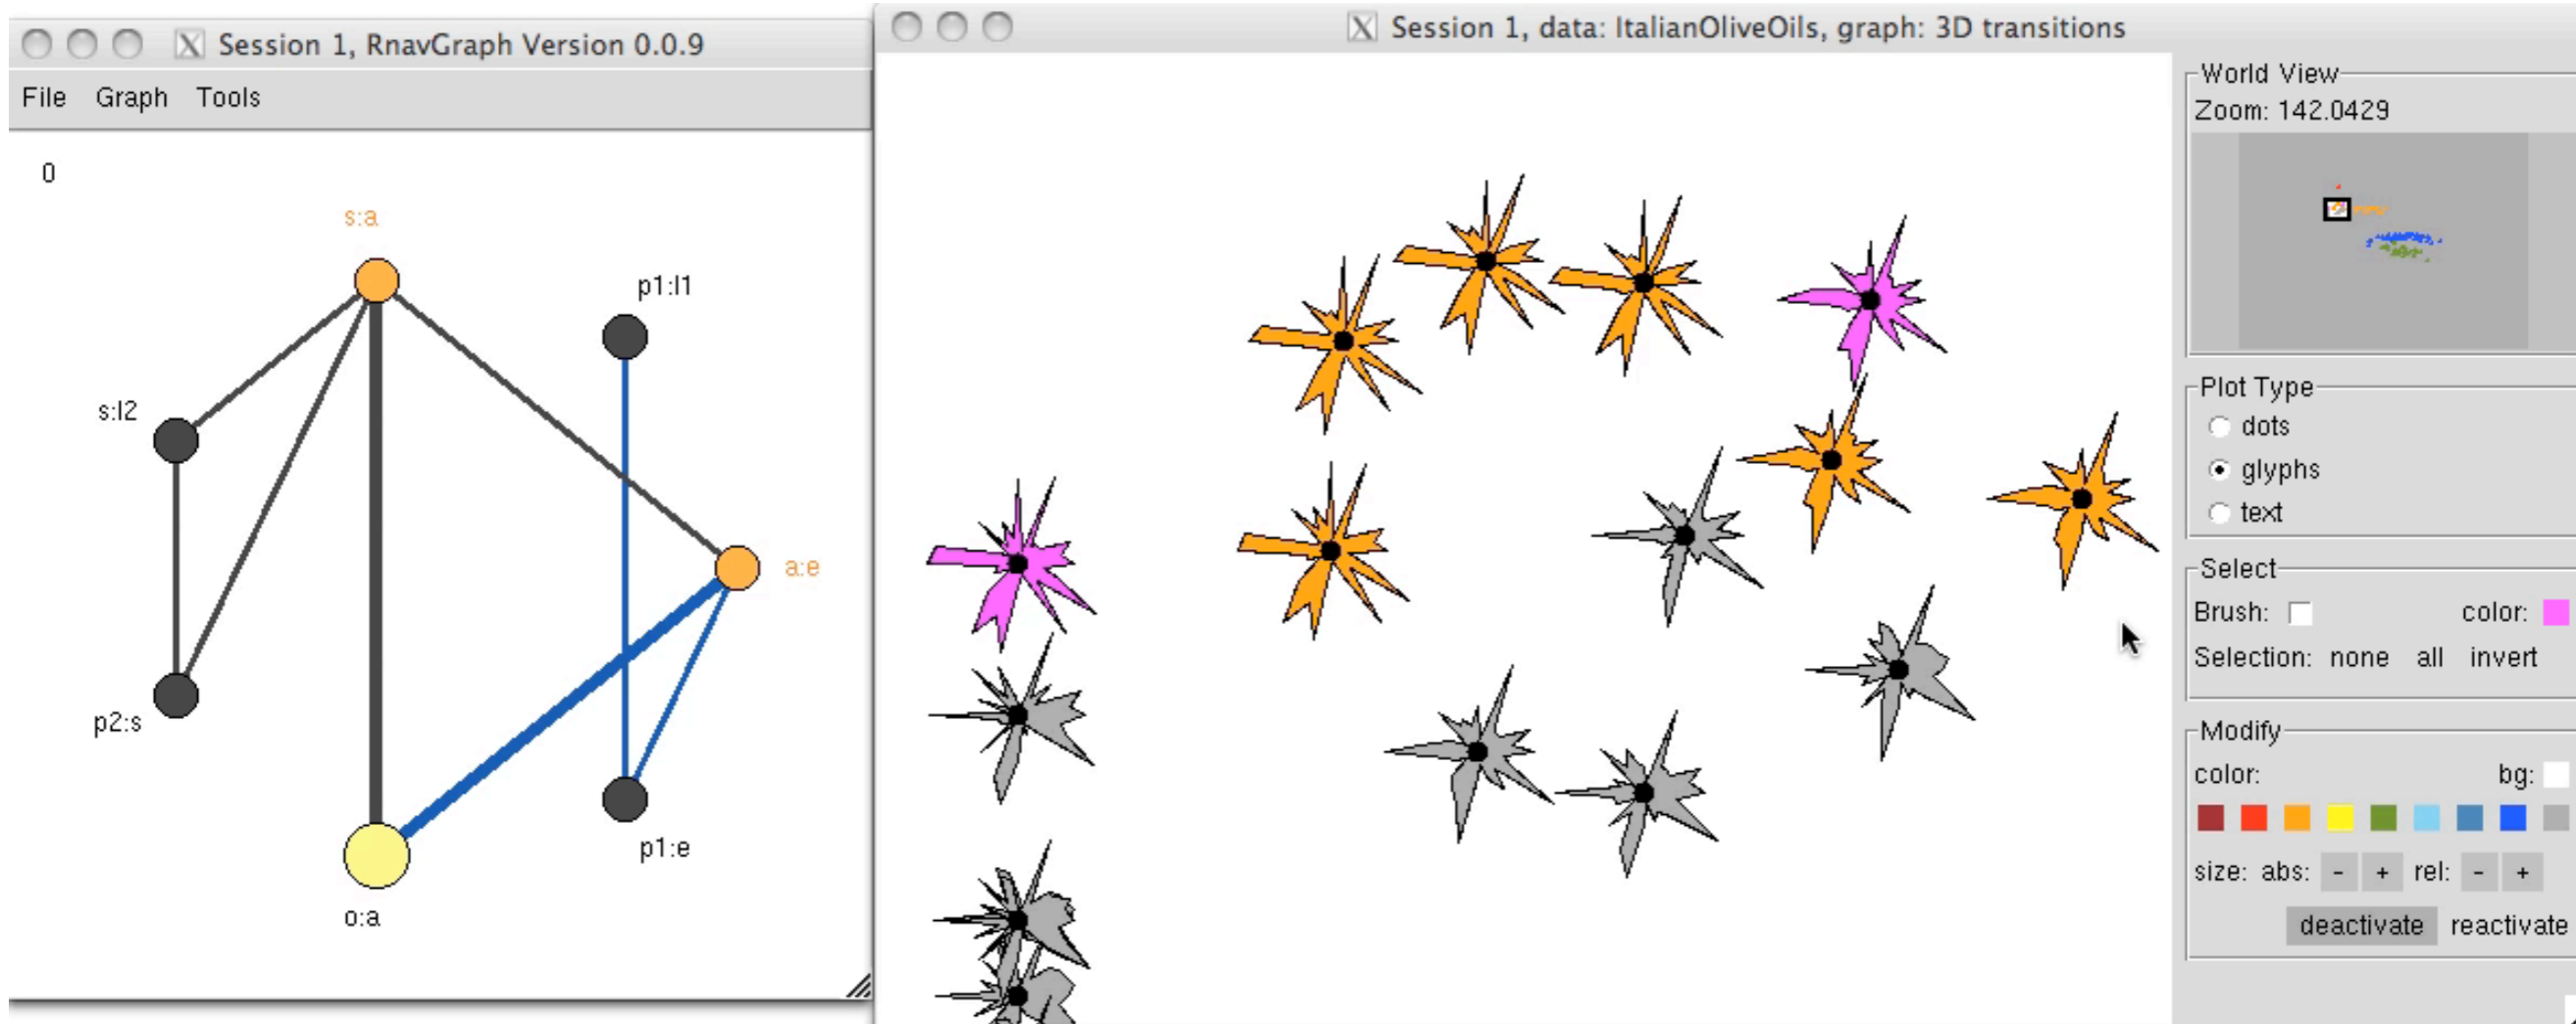 Session 1, RnavGraph Version 0.0.9
File Graph Tools
0
s:a
p1:l1
s:l2
a:e
p2:s
p1:e
o:a
Session 1, data: ItalianOliveOils, graph: 3D transitions
World View
Zoom: 142.0429
Plot Type
dots
glyphs
text
Select
Brush: color:
Selection: none all invert
Modify
color: bg:
size: abs: - + rel: - +
deactivate reactivate